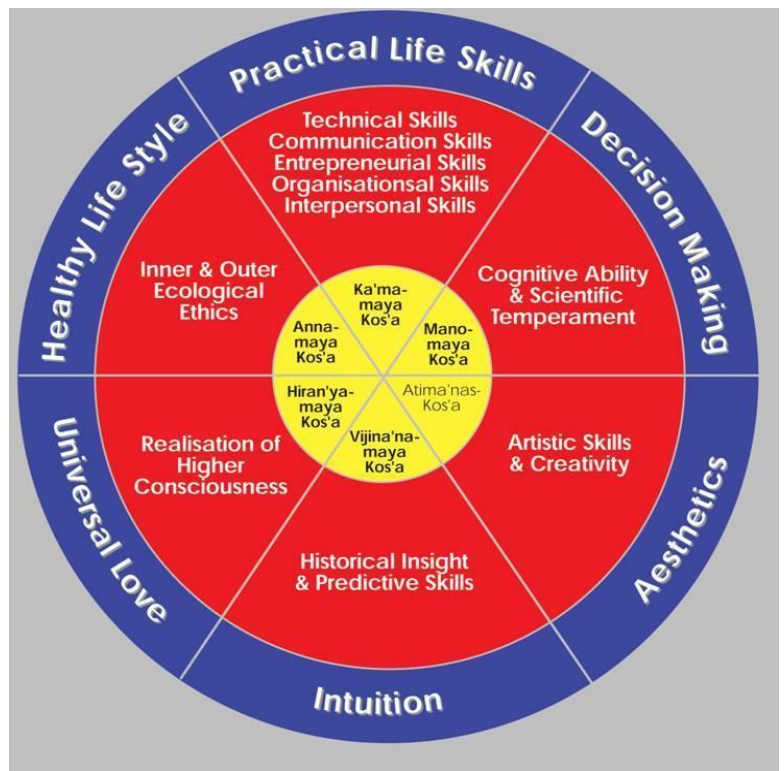 Practical Life Skills
Decision Making
Aesthetics
Intuition
Universal Love
Healthy Life Style
Technical Skills
Communication Skills
Entrepreneurial Skills
Organisationsal Skills
Interpersonal Skills
Cognitive Ability
& Scientific
Temperament
Artistic Skills
& Creativity
Historical Insight
& Predictive Skills
Realisation of
Higher
Consciousness
Inner & Outer
Ecological
Ethics
Ka'ma-
maya
Kos'a
Mano-
maya
Kos'a
Atima'nas-
Kos'a
Vijina'na-
maya
Kos'a
Hiran'ya-
maya
Kos'a
Anna-
maya
Kos'a